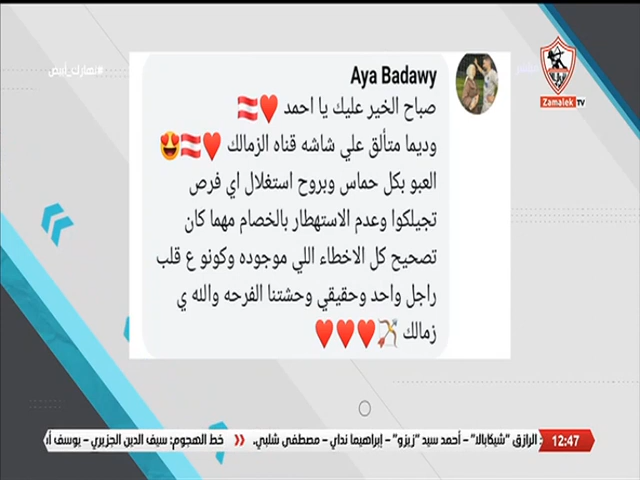 #نهارك_أبيض
Zamalek TV
Aya Badawy
صباح الخير عليك يا احمد ❤️🇱🇻
وديما متألق علي شاشه قناه الزمالك ❤️🇱🇻😍
العبو بكل حماس وبروح استغلال اي فرص
تجيلكوا وعدم الاستهطار بالخصام مهما كان
تصحيح كل الاخطاء اللي موجوده وكونو ع قلب
راجل واحد وحقيقي وحشتنا الفرحه والله ي
زمالك 🏹❤️❤️❤️
12:47 الرازق "شيكابالا" – أحمد سيد "زيزو" – إبراهيما نداي – مصطفى شلبي. خط الهجوم: سيف الدين الجزيري – يوسف